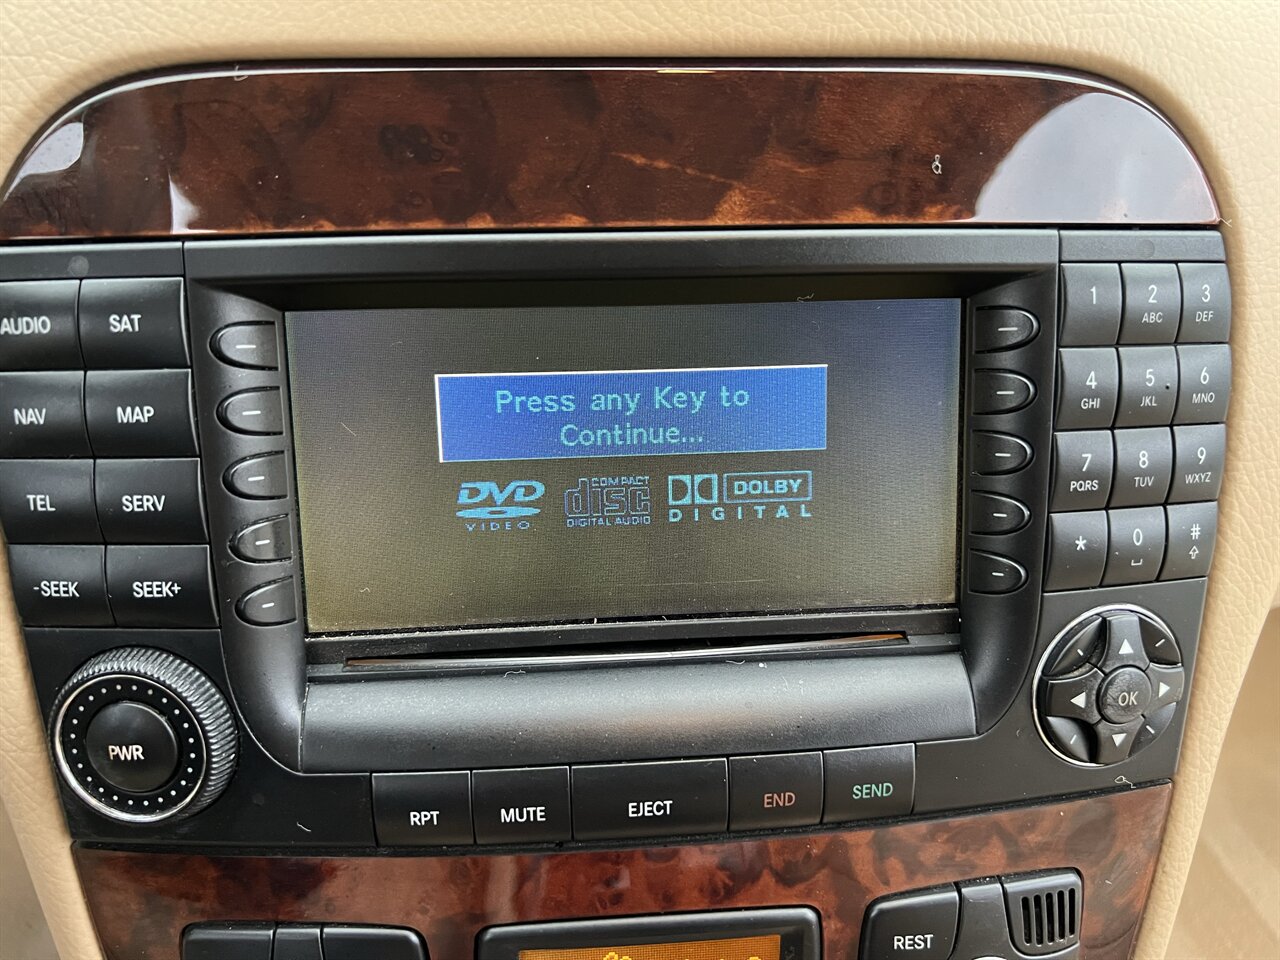 AUDIO
SAT
NAV
MAP
TEL
SERV
-SEEK
SEEK+
PWR
Press any Key to
Continue...
DVD
VIDEO
COMPACT
disc
DIGITAL AUDIO
DOLBY
DIGITAL
1
2
ABC
3
DEF
4
GHI
5
JKL
6
MNO
7
PQRS
8
TUV
9
WXYZ
*
0
#
OK
RPT
MUTE
EJECT
END
SEND
REST